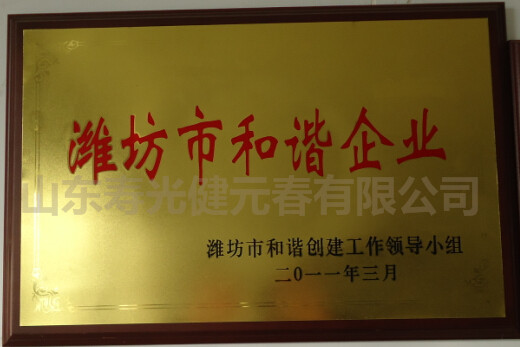 潍坊市和谐企业
山东寿光健元春有限公司
潍坊市和谐创建工作领导小组
二0一一年三月